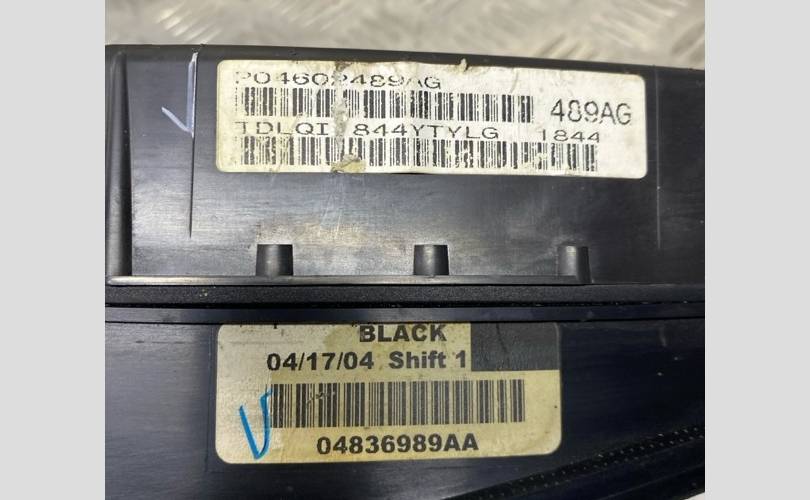 P04602489AG
489AG
TDLQI 844YTYLG 1844
BLACK
04/17/04 Shift 1
04836989AA